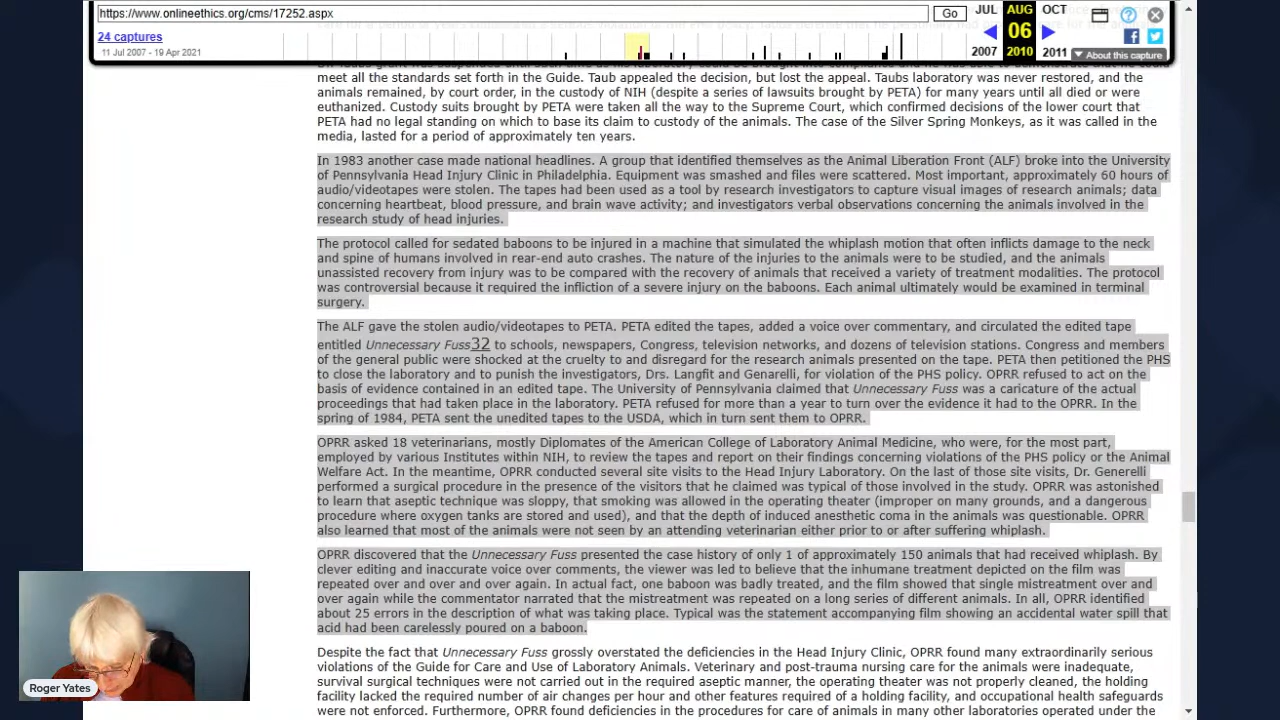 https://www.onlineethics.org/cms/17252.aspx
Go
JUL AUG OCT
24 captures
06
11 Jul 2007 - 19 Apr 2021
2007 2010 2011
About this capture
meet all the standards set forth in the Guide. Taub appealed the decision, but lost the appeal. Taubs laboratory was never restored, and the
animals remained, by court order, in the custody of NIH (despite a series of lawsuits brought by PETA) for many years until all died or were
euthanized. Custody suits brought by PETA were taken all the way to the Supreme Court, which confirmed decisions of the lower court that
PETA had no legal standing on which to base its claim to custody of the animals. The case of the Silver Spring Monkeys, as it was called in the
media, lasted for a period of approximately ten years.
In 1983 another case made national headlines. A group that identified themselves as the Animal Liberation Front (ALF) broke into the University
of Pennsylvania Head Injury Clinic in Philadelphia. Equipment was smashed and files were scattered. Most important, approximately 60 hours of
audio/videotapes were stolen. The tapes had been used as a tool by research investigators to capture visual images of research animals; data
concerning heartbeat, blood pressure, and brain wave activity; and investigators verbal observations concerning the animals involved in the
research study of head injuries.
The protocol called for sedated baboons to be injured in a machine that simulated the whiplash motion that often inflicts damage to the neck
and spine of humans involved in rear-end auto crashes. The nature of the injuries to the animals were to be studied, and the animals
unassisted recovery from injury was to be compared with the recovery of animals that received a variety of treatment modalities. The protocol
was controversial because it required the infliction of a severe injury on the baboons. Each animal ultimately would be examined in terminal
surgery.
The ALF gave the stolen audio/videotapes to PETA. PETA edited the tapes, added a voice over commentary, and circulated the edited tape
entitled Unnecessary Fuss32 to schools, newspapers, Congress, television networks, and dozens of television stations. Congress and members
of the general public were shocked at the cruelty to and disregard for the research animals presented on the tape. PETA then petitioned the PHS
to close the laboratory and to punish the investigators, Drs. Langfit and Genarelli, for violation of the PHS policy. OPRR refused to act on the
basis of evidence contained in an edited tape. The University of Pennsylvania claimed that Unnecessary Fuss was a caricature of the actual
proceedings that had taken place in the laboratory. PETA refused for more than a year to turn over the evidence it had to the OPRR. In the
spring of 1984, PETA sent the unedited tapes to the USDA, which in turn sent them to OPRR.
OPRR asked 18 veterinarians, mostly Diplomates of the American College of Laboratory Animal Medicine, who were, for the most part,
employed by various Institutes within NIH, to review the tapes and report on their findings concerning violations of the PHS policy or the Animal
Welfare Act. In the meantime, OPRR conducted several site visits to the Head Injury Laboratory. On the last of those site visits, Dr. Generelli
performed a surgical procedure in the presence of the visitors that he claimed was typical of those involved in the study. OPRR was astonished
to learn that aseptic technique was sloppy, that smoking was allowed in the operating theater (improper on many grounds, and a dangerous
procedure where oxygen tanks are stored and used), and that the depth of induced anesthetic coma in the animals was questionable. OPRR
also learned that most of the animals were not seen by an attending veterinarian either prior to or after suffering whiplash.
OPRR discovered that the Unnecessary Fuss presented the case history of only 1 of approximately 150 animals that had received whiplash. By
clever editing and inaccurate voice over comments, the viewer was led to believe that the inhumane treatment depicted on the film was
repeated over and over and over again. In actual fact, one baboon was badly treated, and the film showed that single mistreatment over and
over again while the commentator narrated that the mistreatment was repeated on a long series of different animals. In all, OPRR identified
about 25 errors in the description of what was taking place. Typical was the statement accompanying film showing an accidental water spill that
acid had been carelessly poured on a baboon.
Despite the fact that Unnecessary Fuss grossly overstated the deficiencies in the Head Injury Clinic, OPRR found many extraordinarily serious
violations of the Guide for Care and Use of Laboratory Animals. Veterinary and post-trauma nursing care for the animals were inadequate,
survival surgical techniques were not carried out in the required aseptic manner, the operating theater was not properly cleaned, the holding
facility lacked the required number of air changes per hour and other features required of a holding facility, and occupational health safeguards
were not enforced. Furthermore, OPRR found deficiencies in the procedures for care of animals in many other laboratories operated under the
Roger Yates